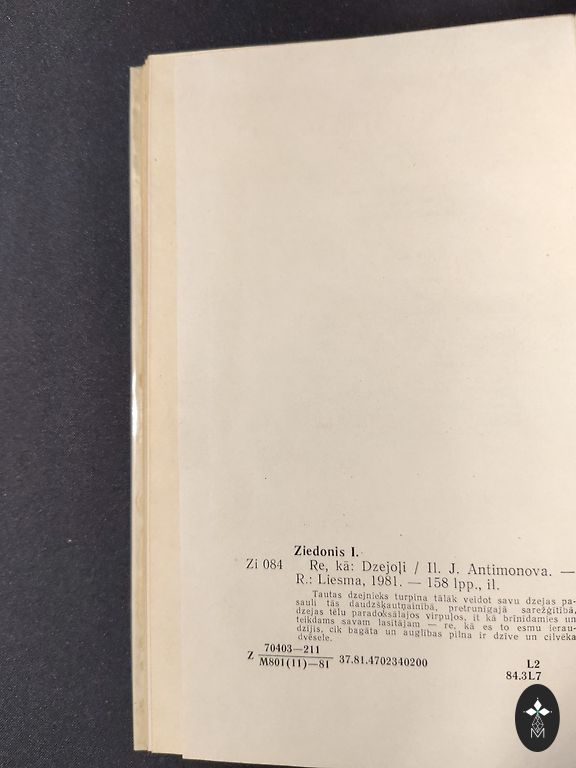 Ziedonis I.
Zi 084 Re, kā: Dzejoļi / Il. J. Antimonova. —
R.: Liesma, 1981. — 158 lpp., il.
Tautas dzejnieks turpina tālāk veidot savu dzejas pa-
sauli tās daudzšķautņainībā, pretrunīgajā sarežģītībā,
dzejas tēlu paradoksālajos virpuļos, it kā brīnīdamies un
teikdams savam lasītājam — re, kā es to esmu ierau-
dzījis, cik bagāta un auglības pilna ir dzīve un cilvēka
dvēsele.
70403—211
Z M801(11)—81 37.81.4702340200
L2
84.3L7
M